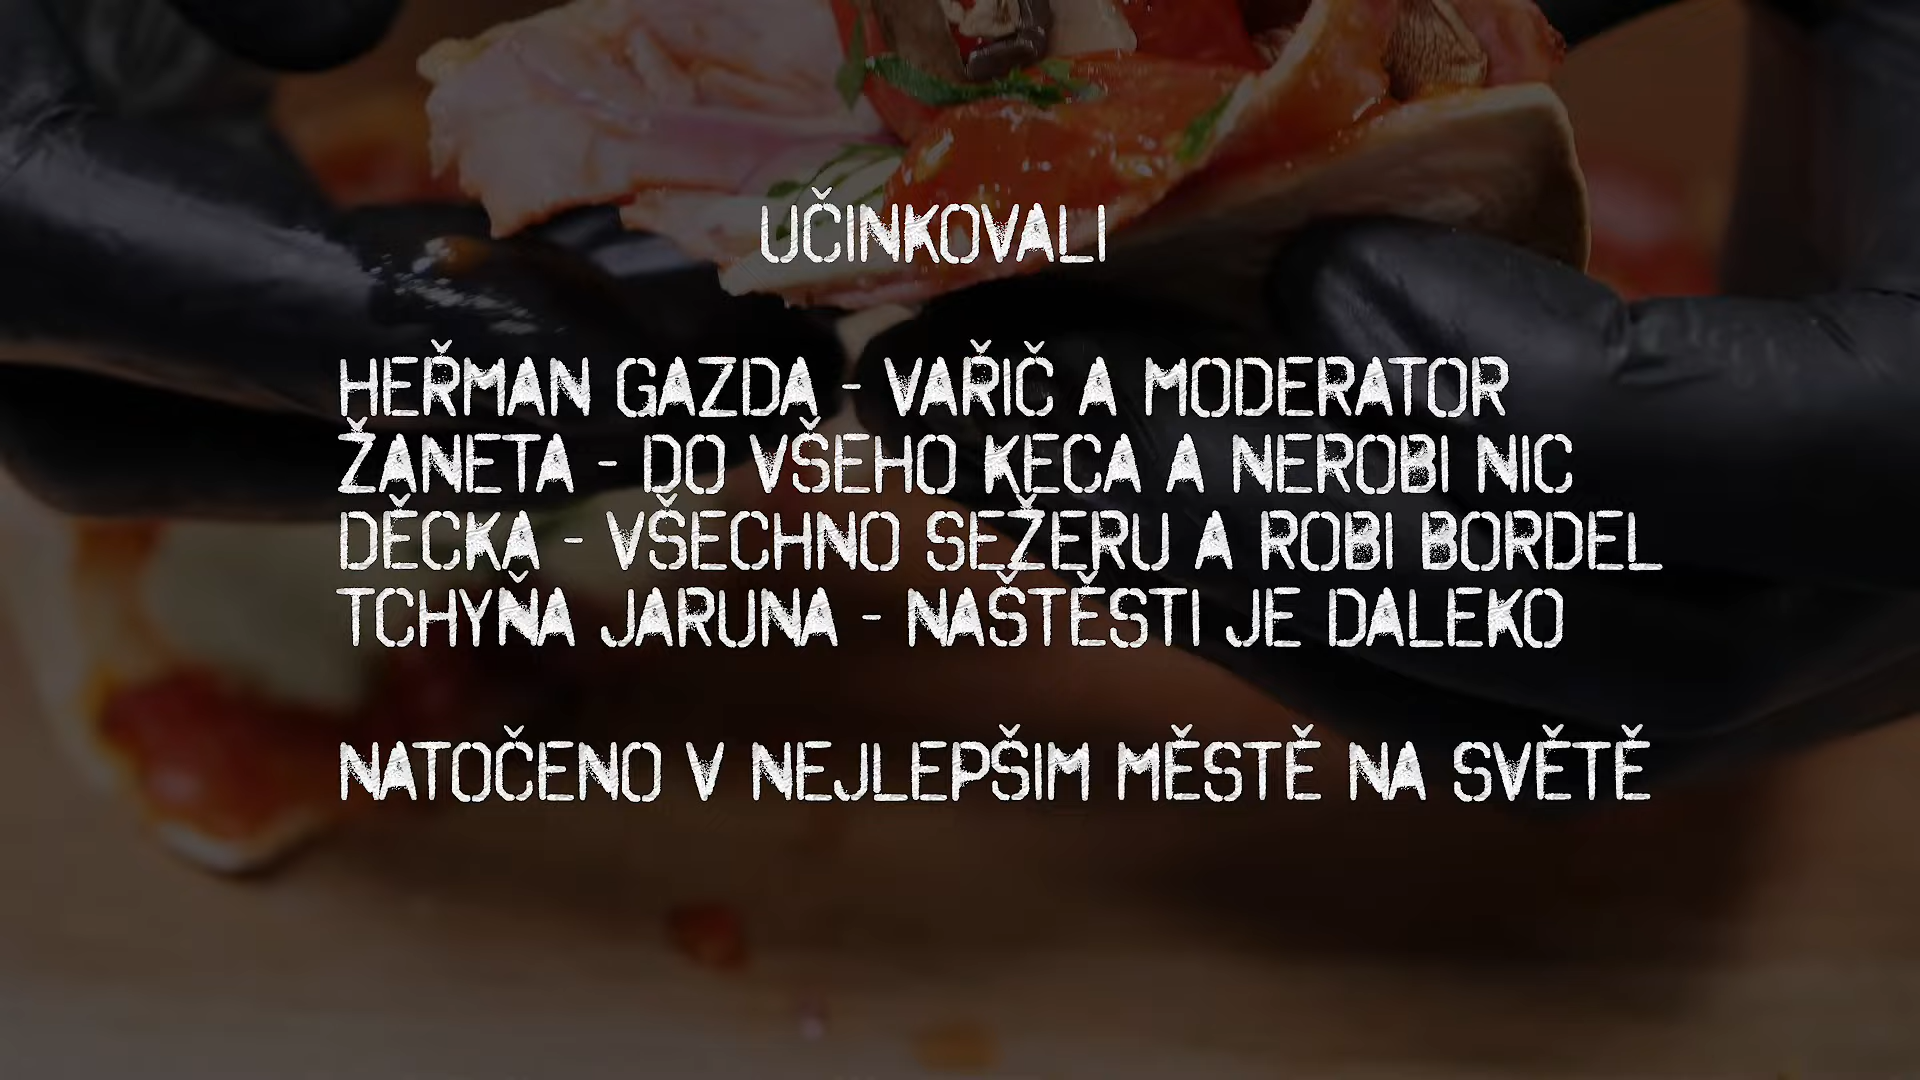 UČINKOVALI
HEŘMAN GAZDA - VAŘIČ A MODERATOR
ŽANETA - DO VŠEHO KECA A NEROBI NIC
DĚCKA - VŠECHNO SEŽERU A ROBI BORDEL
TCHYŇA JARUNA - NAŠTĚSTI JE DALEKO
NATOČENO V NEJLEPŠIM MĚSTĚ NA SVĚTĚ